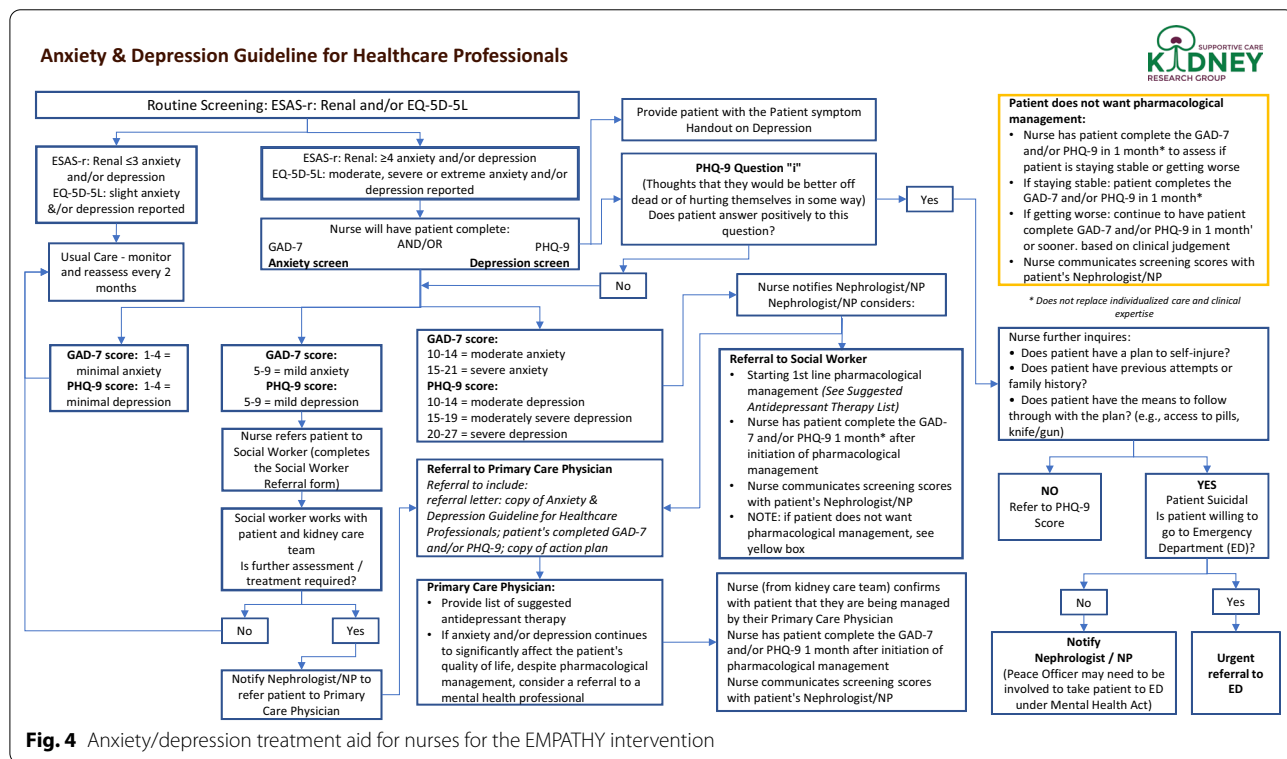 Anxiety & Depression Guideline for Healthcare Professionals
SUPPORTIVE CARE
KIDNEY
RESEARCH GROUP
Routine Screening: ESAS-r: Renal and/or EQ-5D-5L
ESAS-r: Renal ≤3 anxiety
and/or depression
EQ-5D-5L: slight anxiety
&/or depression reported
ESAS-r: Renal: ≥4 anxiety and/or depression
EQ-5D-5L: moderate, severe or extreme anxiety and/or
depression reported
Provide patient with the Patient symptom
Handout on Depression
PHQ-9 Question "i"
(Thoughts that they would be better off
dead or of hurting themselves in some way)
Does patient answer positively to this
question?
Yes
No
Patient does not want pharmacological
management:
• Nurse has patient complete the GAD-7
and/or PHQ-9 in 1 month* to assess if
patient is staying stable or getting worse
• If staying stable: patient completes the
GAD-7 and/or PHQ-9 in 1 month*
• If getting worse: continue to have patient
complete GAD-7 and/or PHQ-9 in 1 month'
or sooner. based on clinical judgement
• Nurse communicates screening scores with
patient's Nephrologist/NP
* Does not replace individualized care and clinical
expertise
Usual Care - monitor
and reassess every 2
months
Nurse will have patient complete:
AND/OR
GAD-7 PHQ-9
Anxiety screen Depression screen
GAD-7 score: 1-4 =
minimal anxiety
PHQ-9 score: 1-4 =
minimal depression
GAD-7 score:
5-9 = mild anxiety
PHQ-9 score:
5-9 = mild depression
GAD-7 score:
10-14 = moderate anxiety
15-21 = severe anxiety
PHQ-9 score:
10-14 = moderate depression
15-19 = moderately severe depression
20-27 = severe depression
Nurse notifies Nephrologist/NP
Nephrologist/NP considers:
Referral to Social Worker
• Starting 1st line pharmacological
management (See Suggested
Antidepressant Therapy List)
• Nurse has patient complete the GAD-
7 and/or PHQ-9 1 month* after
initiation of pharmacological
management
• Nurse communicates screening scores
with patient's Nephrologist/NP
• NOTE: if patient does not want
pharmacological management, see
yellow box
Nurse further inquires:
• Does patient have a plan to self-injure?
• Does patient have previous attempts or
family history?
• Does patient have the means to follow
through with the plan? (e.g., access to pills,
knife/gun)
NO
Refer to PHQ-9
Score
YES
Patient Suicidal
Is patient willing to
go to Emergency
Department (ED)?
No
Yes
Notify
Nephrologist / NP
(Peace Officer may need to be
involved to take patient to ED
under Mental Health Act)
Urgent
referral to
ED
Nurse refers patient to
Social Worker (completes
the Social Worker
Referral form)
Social worker works with
patient and kidney care
team
Is further assessment /
treatment required?
No
Yes
Notify Nephrologist/NP to
refer patient to Primary
Care Physician
Referral to Primary Care Physician
Referral to include:
referral letter: copy of Anxiety &
Depression Guideline for Healthcare
Professionals; patient's completed GAD-7
and/or PHQ-9; copy of action plan
Primary Care Physician:
• Provide list of suggested
antidepressant therapy
• If anxiety and/or depression continues
to significantly affect the patient's
quality of life, despite pharmacological
management, consider a referral to a
mental health professional
Nurse (from kidney care team) confirms
with patient that they are being managed
by their Primary Care Physician
Nurse has patient complete the GAD-7
and/or PHQ-9 1 month after initiation of
pharmacological management
Nurse communicates screening scores
with patient's Nephrologist/NP
Fig. 4 Anxiety/depression treatment aid for nurses for the EMPATHY intervention